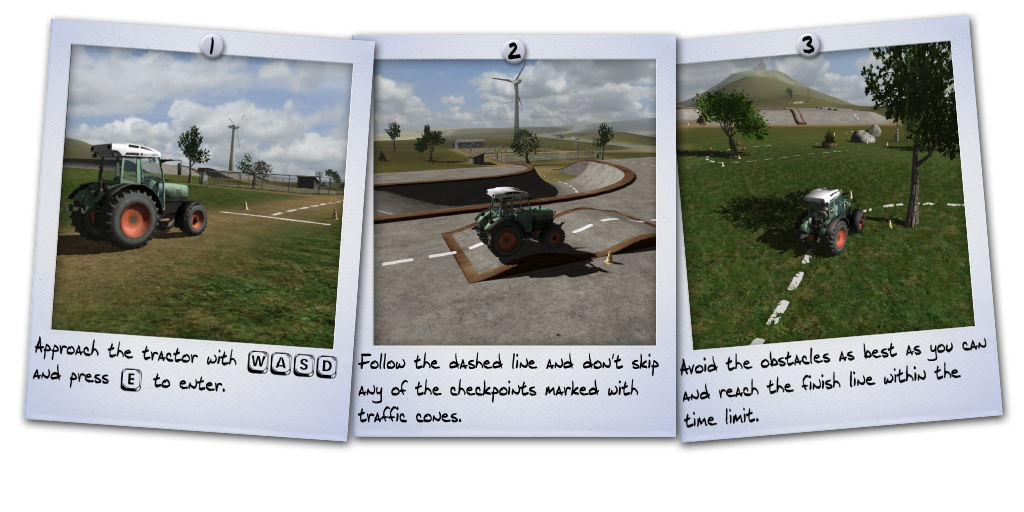 1
Approach the tractor with W A S D
and press E to enter.
2
Follow the dashed line and don't skip
any of the checkpoints marked with
traffic cones.
3
Avoid the obstacles as best as you can
and reach the finish line within the
time limit.